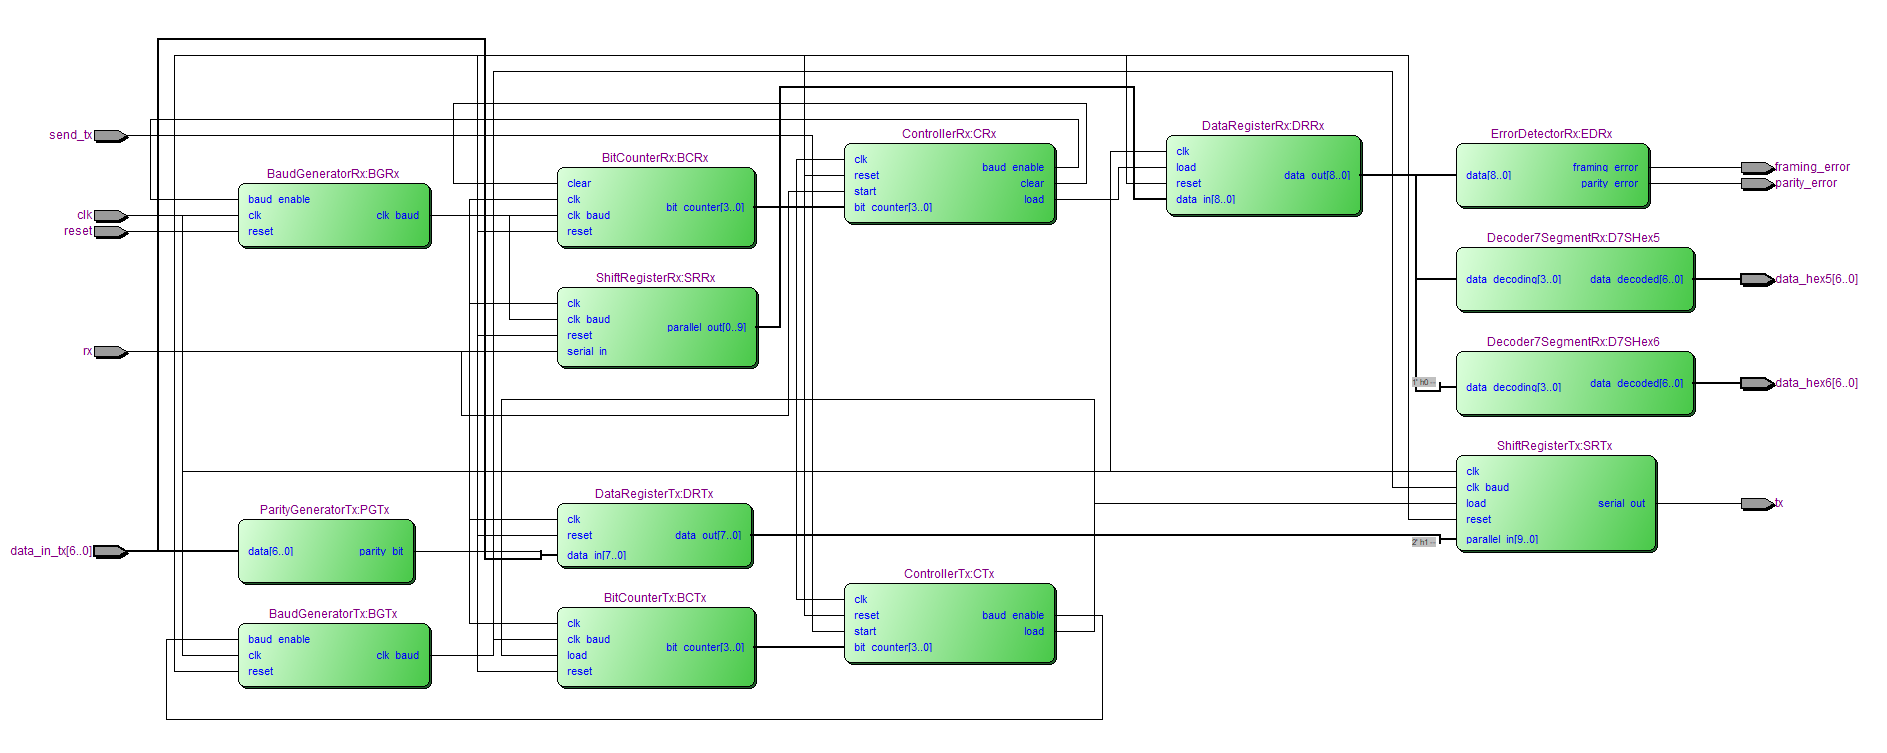 send_tx
clk
reset
rx
data_in_tx[6..0]
BaudGeneratorRx:BGRx
baud enable
clk
reset
clk baud
ParityGeneratorTx:PGTx
data[6..0]
parity bit
BaudGeneratorTx:BGTx
baud enable
clk
reset
clk baud
BitCounterRx:BCRx
clear
clk
clk baud
reset
bit counter[3..0]
ShiftRegisterRx:SRRx
clk
clk baud
reset
serial in
parallel out[0..9]
DataRegisterTx:DRTx
clk
reset
data in[7..0]
data out[7..0]
BitCounterTx:BCTx
clk
clk baud
load
reset
bit counter[3..0]
ControllerRx:CRx
clk
reset
start
bit counter[3..0]
baud enable
clear
load
ControllerTx:CTx
clk
reset
start
bit counter[3..0]
baud enable
load
DataRegisterRx:DRRx
clk
load
reset
data in[8..0]
data out[8..0]
ErrorDetectorRx:EDRx
data[8..0]
framing error
parity error
Decoder7SegmentRx:D7SHex5
data decoding[3..0]
data decoded[6..0]
Decoder7SegmentRx:D7SHex6
1' h0 --
data decoding[3..0]
data decoded[6..0]
ShiftRegisterTx:SRTx
clk
clk baud
load
reset
2' h1 --
parallel in[9..0]
serial out
framing_error
parity_error
data_hex5[6..0]
data_hex6[6..0]
tx